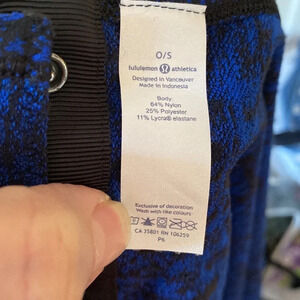 O/S
lululemon athletica
Designed in Vancouver
Made in Indonesia
Body:
64% Nylon
25% Polyester
11% Lycra® elastane
Exclusive of decoration
Wash with like colours
CA 35801 RN 106259
P6